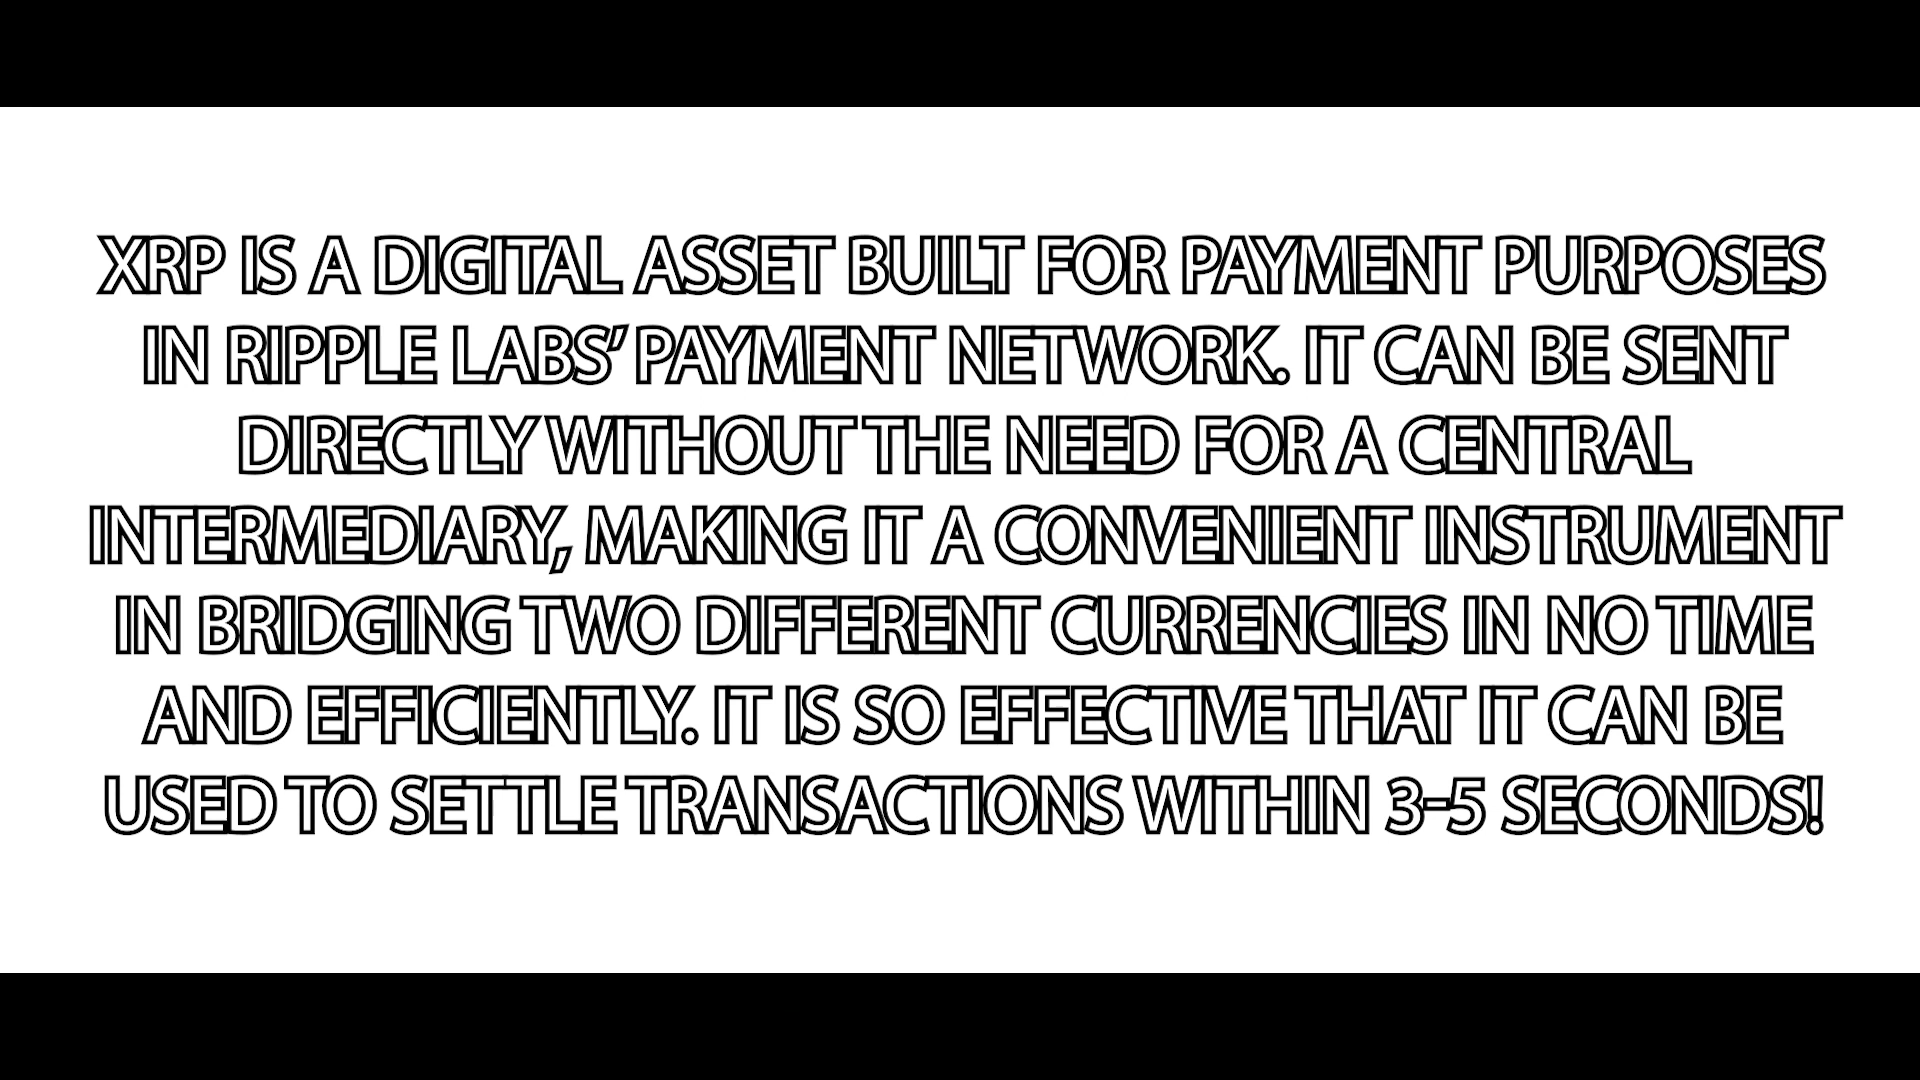 XRP IS A DIGITAL ASSET BUILT FOR PAYMENT PURPOSES
IN RIPPLE LABS’ PAYMENT NETWORK. IT CAN BE SENT
DIRECTLY WITHOUT THE NEED FOR A CENTRAL
INTERMEDIARY, MAKING IT A CONVENIENT INSTRUMENT
IN BRIDGING TWO DIFFERENT CURRENCIES IN NO TIME
AND EFFICIENTLY. IT IS SO EFFECTIVE THAT IT CAN BE
USED TO SETTLE TRANSACTIONS WITHIN 3-5 SECONDS!